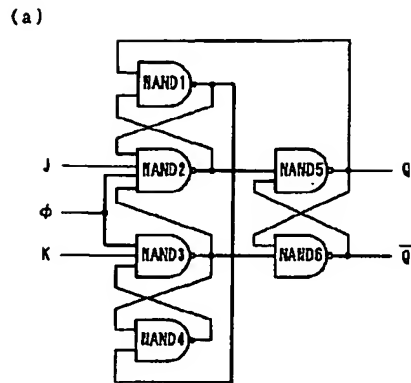 (a)
NAND1
J
NAND2
NAND5
Q
Φ
K
NAND3
NAND6
Q̅
NAND4